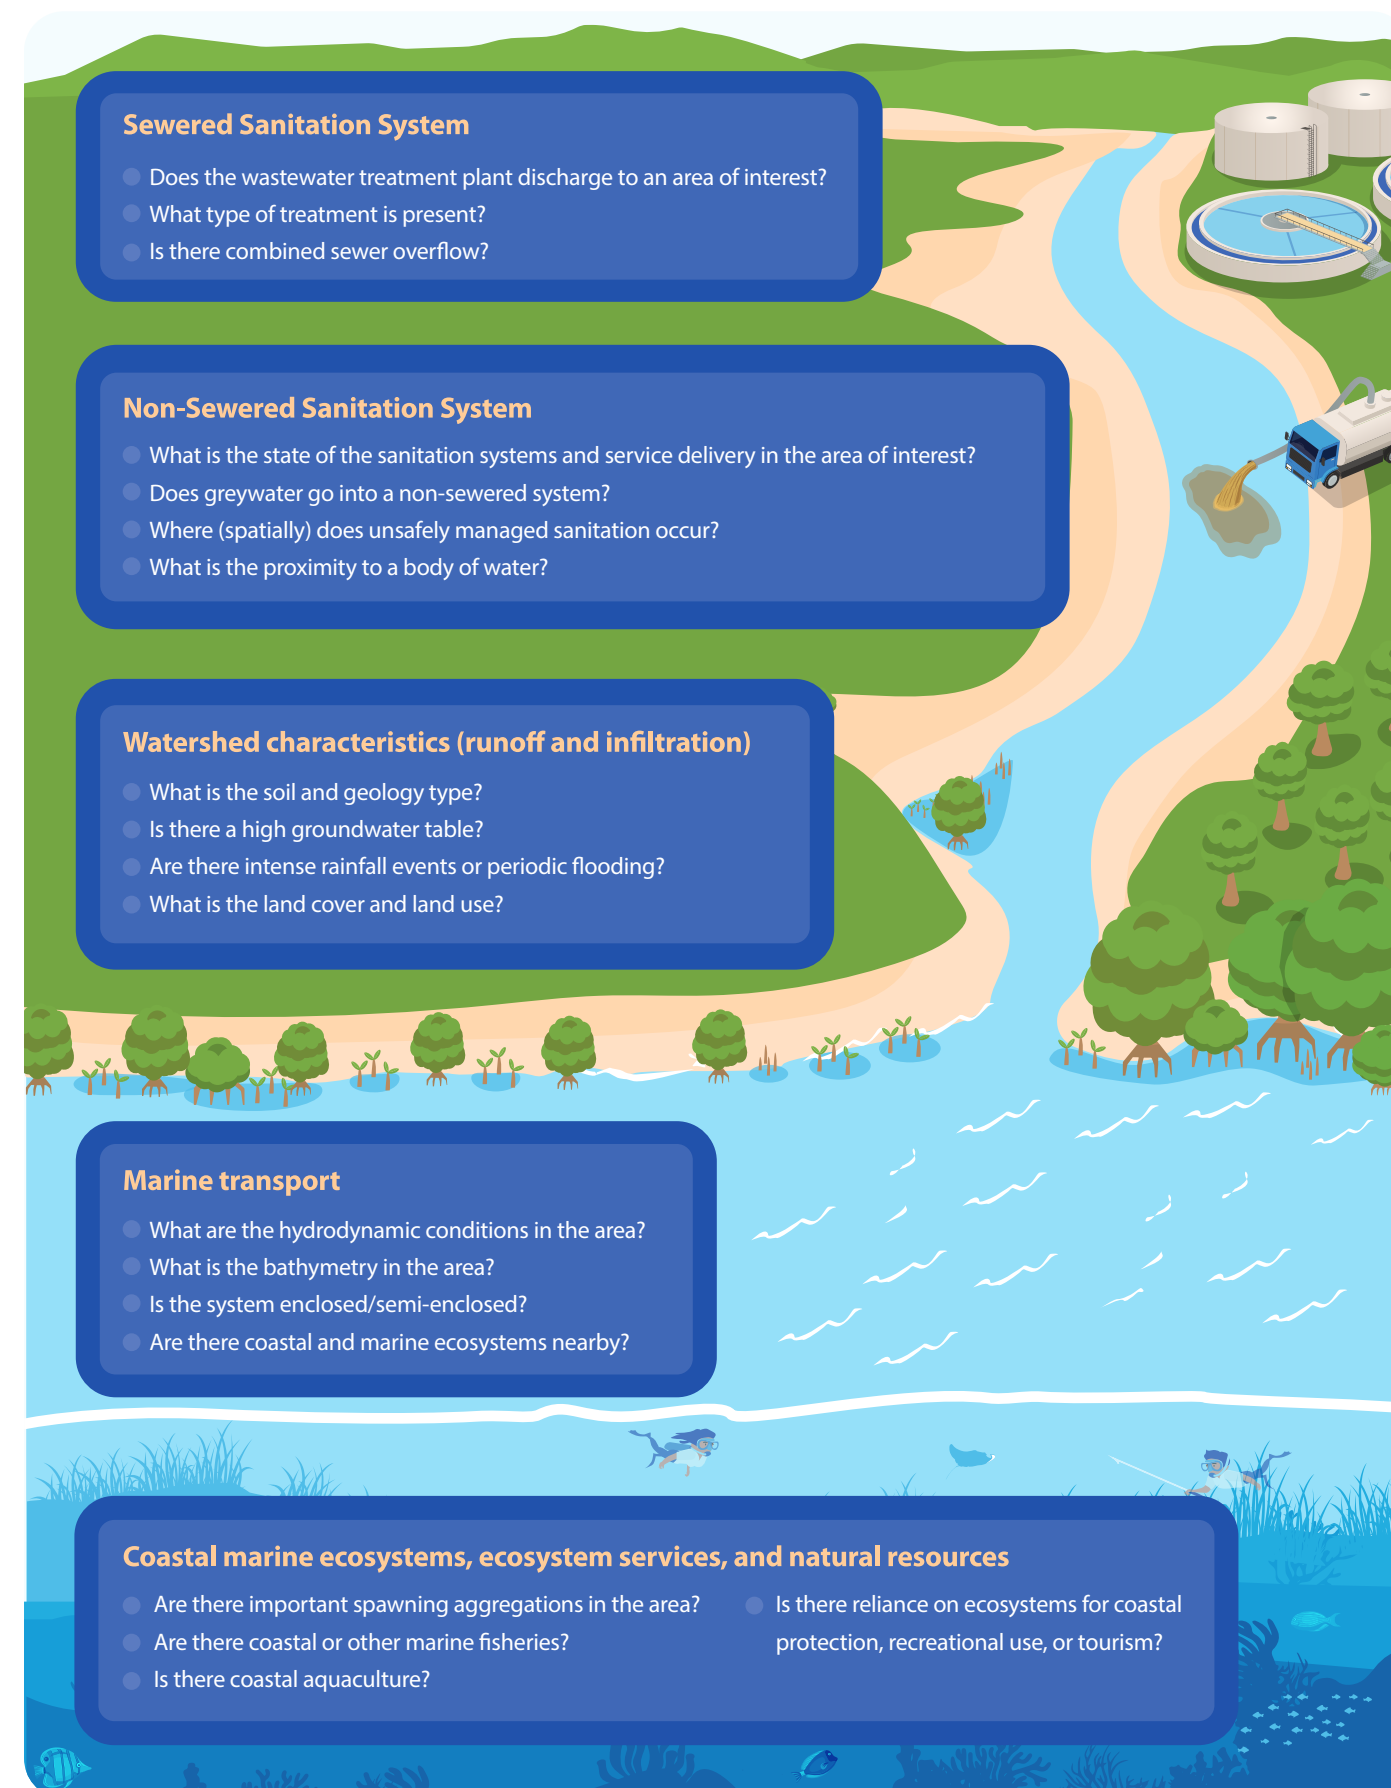 Sewered Sanitation System
Does the wastewater treatment plant discharge to an area of interest?
What type of treatment is present?
Is there combined sewer overflow?
Non-Sewered Sanitation System
What is the state of the sanitation systems and service delivery in the area of interest?
Does greywater go into a non-sewered system?
Where (spatially) does unsafely managed sanitation occur?
What is the proximity to a body of water?
Watershed characteristics (runoff and infiltration)
What is the soil and geology type?
Is there a high groundwater table?
Are there intense rainfall events or periodic flooding?
What is the land cover and land use?
Marine transport
What are the hydrodynamic conditions in the area?
What is the bathymetry in the area?
Is the system enclosed/semi-enclosed?
Are there coastal and marine ecosystems nearby?
Coastal marine ecosystems, ecosystem services, and natural resources
Are there important spawning aggregations in the area?
Are there coastal or other marine fisheries?
Is there coastal aquaculture?
Is there reliance on ecosystems for coastal
protection, recreational use, or tourism?